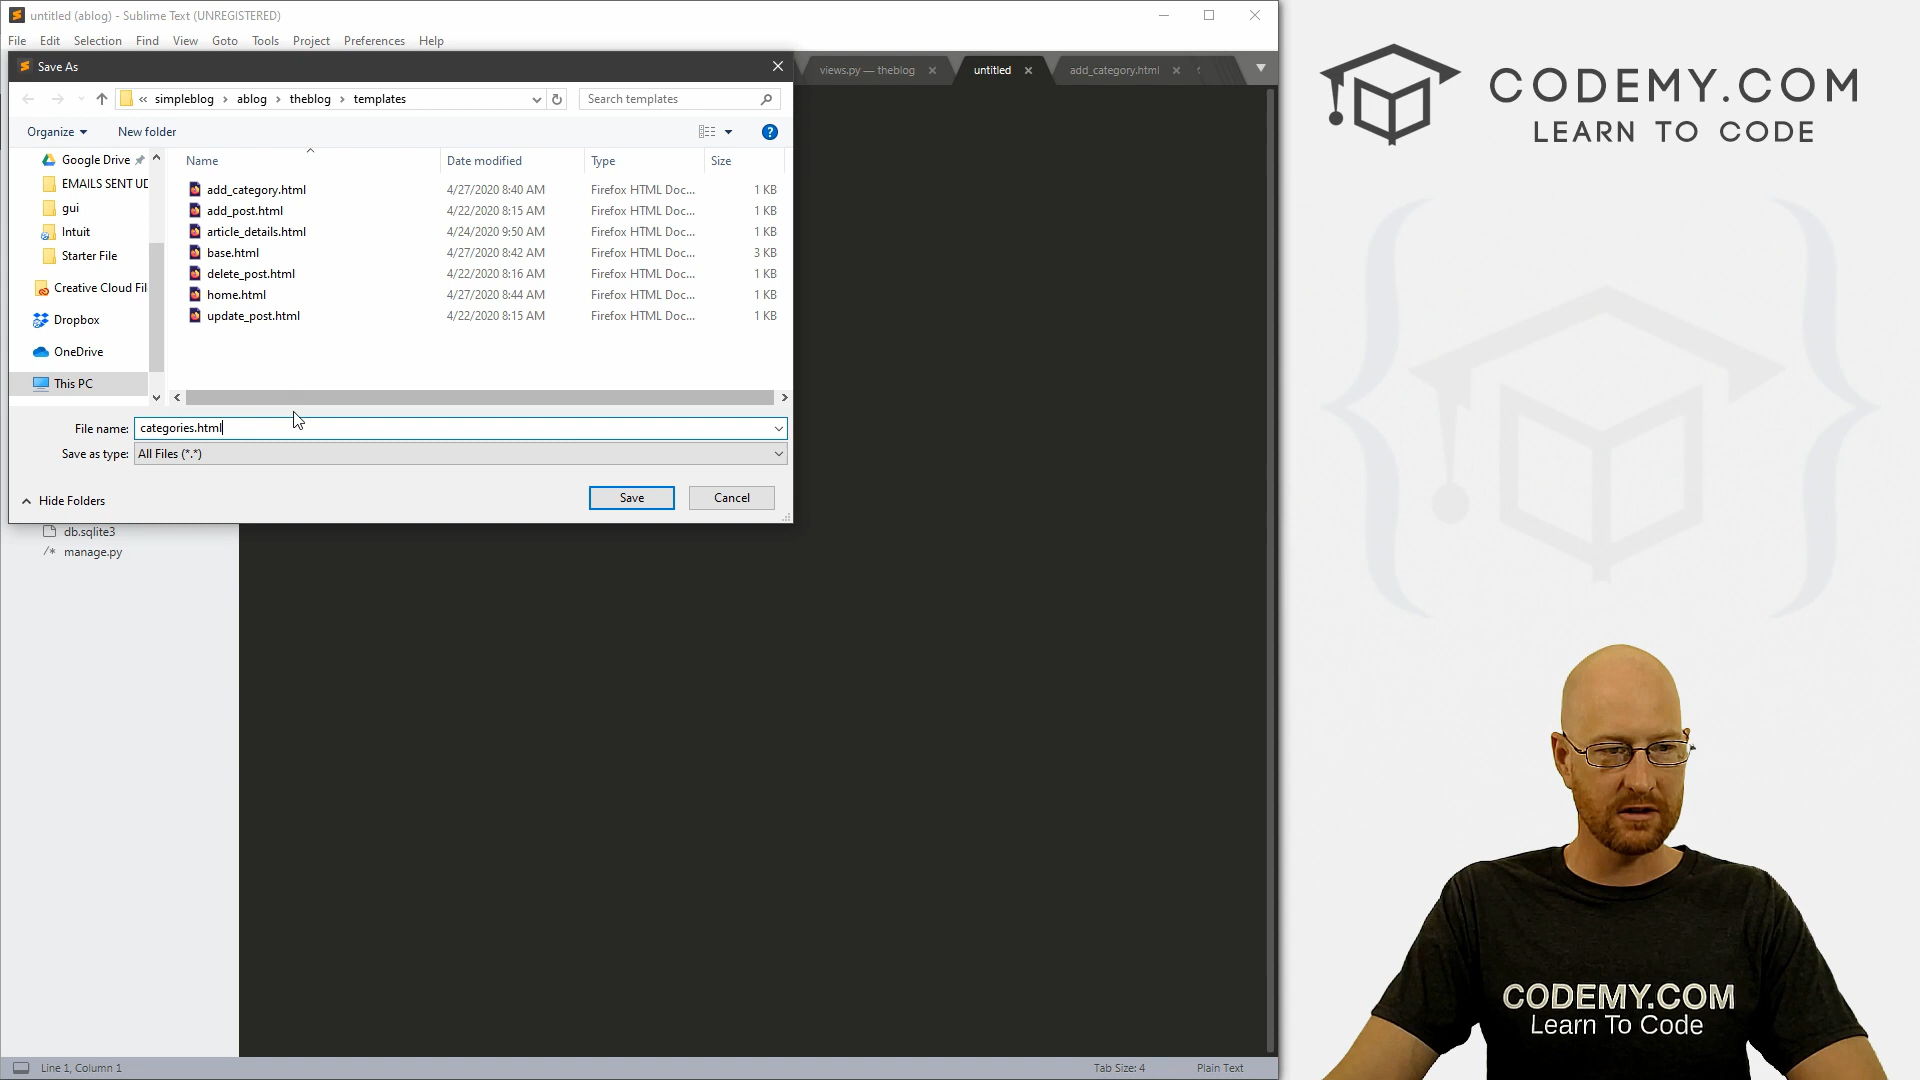 untitled (ablog) - Sublime Text (UNREGISTERED)
File Edit Selection Find View Goto Tools Project Preferences Help
Save As
views.py — theblog
untitled
add_category.html
« simpleblog › ablog › theblog › templates
Search templates
Organize
New folder
Google Drive
EMAILS SENT UD
gui
Intuit
Starter File
Creative Cloud Fil
Dropbox
OneDrive
This PC
Name Date modified Type Size
add_category.html 4/27/2020 8:40 AM Firefox HTML Doc... 1 KB
add_post.html 4/22/2020 8:15 AM Firefox HTML Doc... 1 KB
article_details.html 4/24/2020 9:50 AM Firefox HTML Doc... 1 KB
base.html 4/27/2020 8:42 AM Firefox HTML Doc... 3 KB
delete_post.html 4/22/2020 8:16 AM Firefox HTML Doc... 1 KB
home.html 4/27/2020 8:44 AM Firefox HTML Doc... 1 KB
update_post.html 4/22/2020 8:15 AM Firefox HTML Doc... 1 KB
File name: categories.html
Save as type: All Files (*.*)
Hide Folders
Save
Cancel
db.sqlite3
/* manage.py
Line 1, Column 1
Tab Size: 4
Plain Text
CODEMY.COM
LEARN TO CODE
CODEMY.COM
Learn To Code